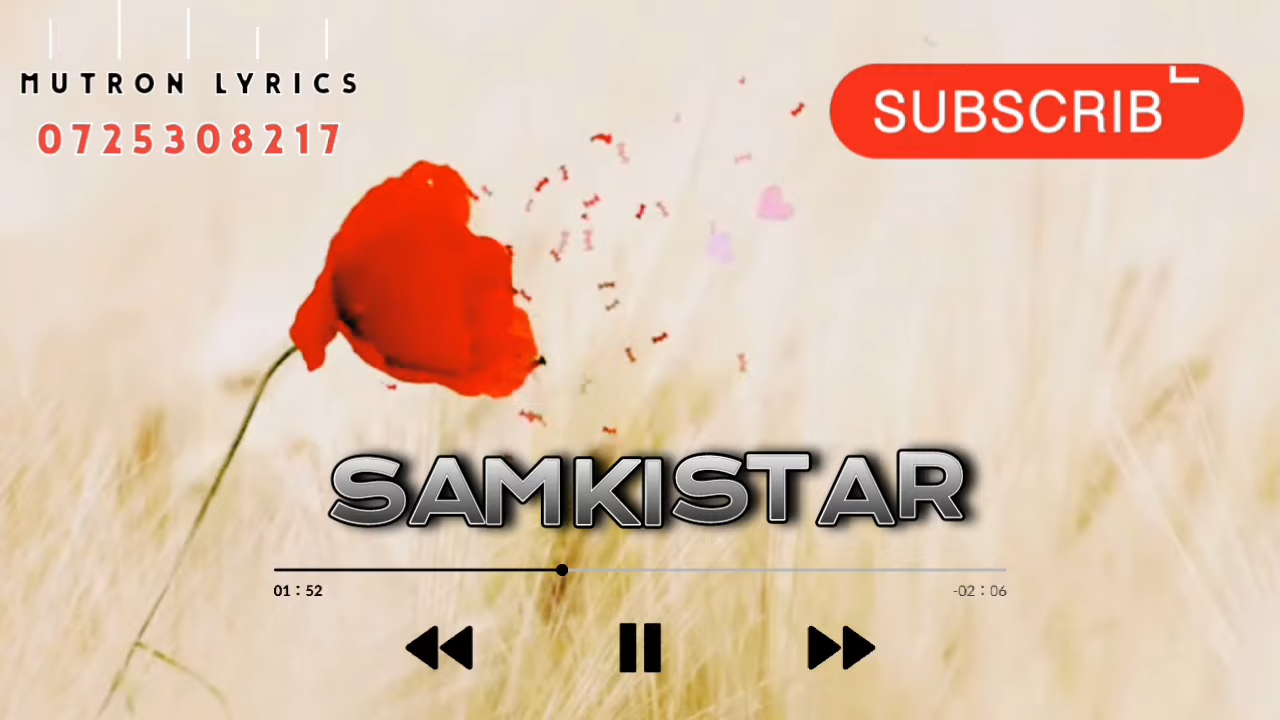 MUTRON LYRICS
0725308217
SUBSCRIB
SAMKISTAR
01:52
-02:06